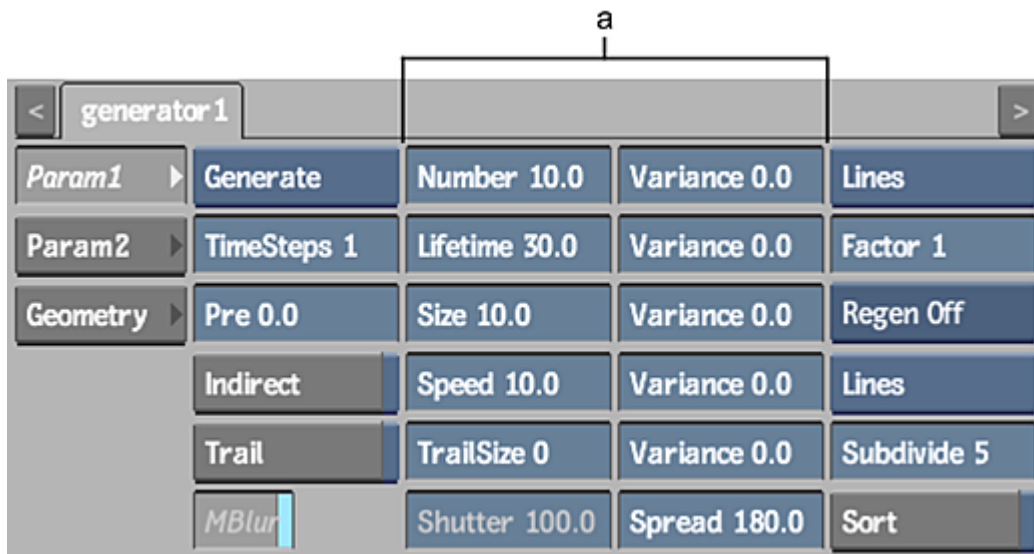 a
< generator1 >
Param1 Generate Number 10.0 Variance 0.0 Lines
Param2 TimeSteps 1 Lifetime 30.0 Variance 0.0 Factor 1
Geometry Pre 0.0 Size 10.0 Variance 0.0 Regen Off
Indirect Speed 10.0 Variance 0.0 Lines
Trail TrailSize 0 Variance 0.0 Subdivide 5
MBlur Shutter 100.0 Spread 180.0 Sort